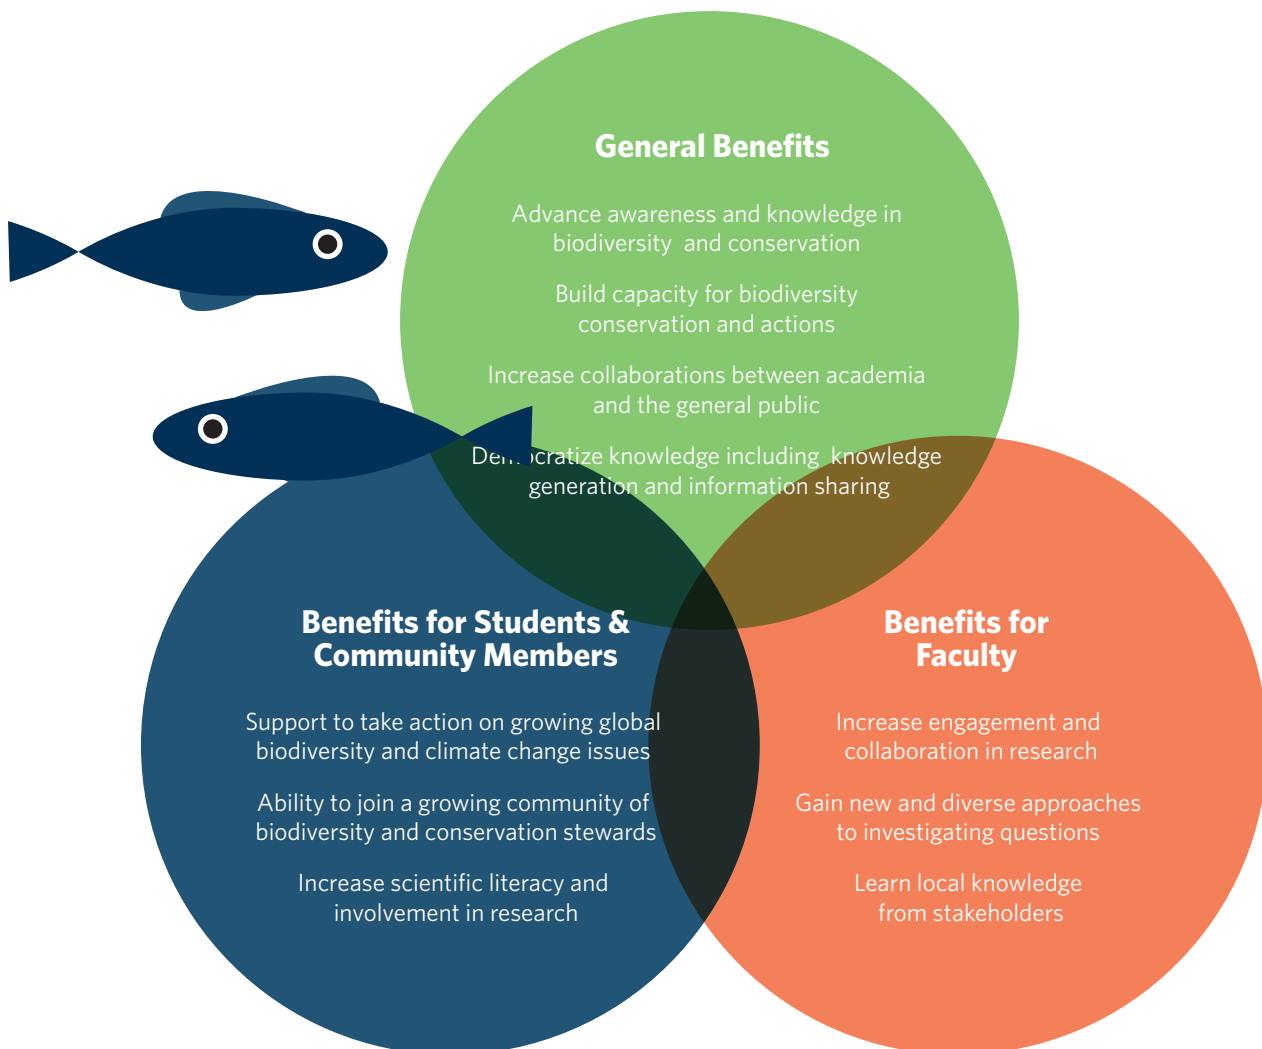 General Benefits
Advance awareness and knowledge in
biodiversity and conservation
Build capacity for biodiversity
conservation and actions
Increase collaborations between academia
and the general public
Democratize knowledge including knowledge
generation and information sharing
Benefits for Students &
Community Members
Support to take action on growing global
biodiversity and climate change issues
Ability to join a growing community of
biodiversity and conservation stewards
Increase scientific literacy and
involvement in research
Benefits for
Faculty
Increase engagement and
collaboration in research
Gain new and diverse approaches
to investigating questions
Learn local knowledge
from stakeholders